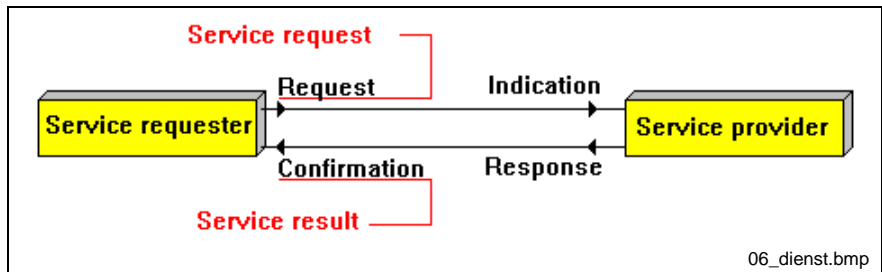 Service request
Request
Indication
Service requester
Service provider
Confirmation
Response
Service result
06_dienst.bmp